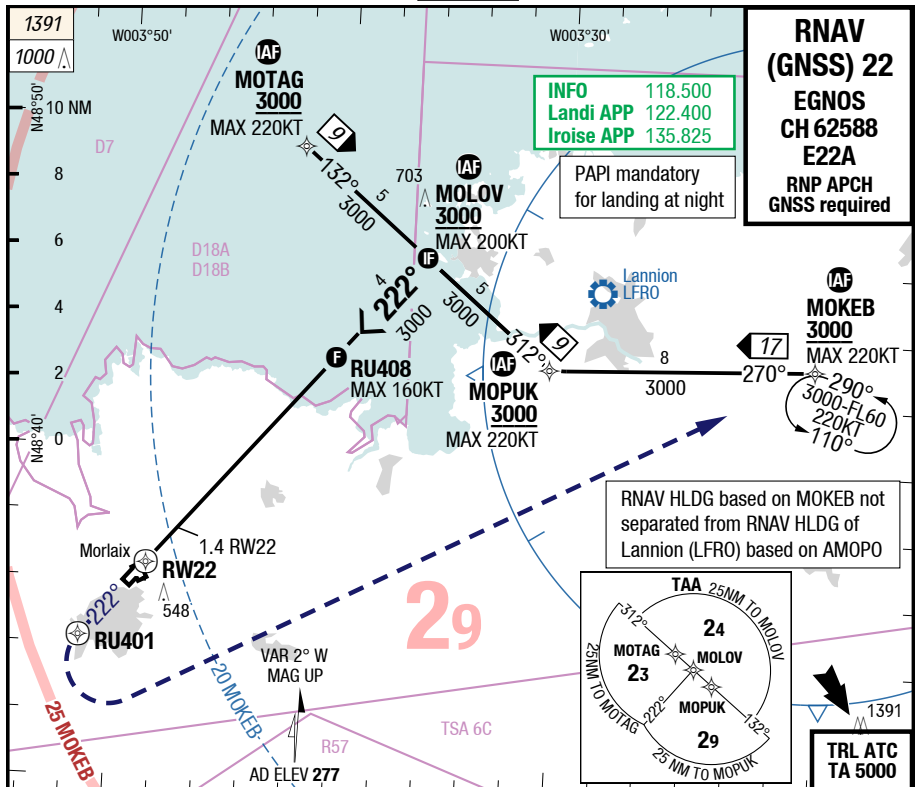 1391
1000
W003°50'
W003°30'
N48°50'
N48°40'
10 NM
8
6
4
2
0
D7
D18A
D18B
IAF
MOTAG
3000
MAX 220KT
9
132°
5
3000
703
IAF
MOLOV
3000
MAX 200KT
IF
INFO 118.500
Landi APP 122.400
Iroise APP 135.825
PAPI mandatory
for landing at night
RNAV
(GNSS) 22
EGNOS
CH 62588
E22A
RNP APCH
GNSS required
4
222°
3000
5
3000
312°
9
Lannion
LFRO
IAF
MOKEB
3000
MAX 220KT
F
RU408
MAX 160KT
IAF
MOPUK
3000
MAX 220KT
8
3000
17
270°
290°
3000-FL60
220KT
110°
RNAV HLDG based on MOKEB not
separated from RNAV HLDG of
Lannion (LFRO) based on AMOPO
Morlaix
1.4 RW22
RW22
548
222°
RU401
29
VAR 2° W
MAG UP
20 MOKEB
25 MOKEB
R57
TSA 6C
AD ELEV 277
TAA
25NM TO MOLOV
312°
24
MOTAG
MOLOV
23
25NM TO MOTAG
222°
MOPUK
132°
29
25 NM TO MOPUK
1391
TRL ATC
TA 5000